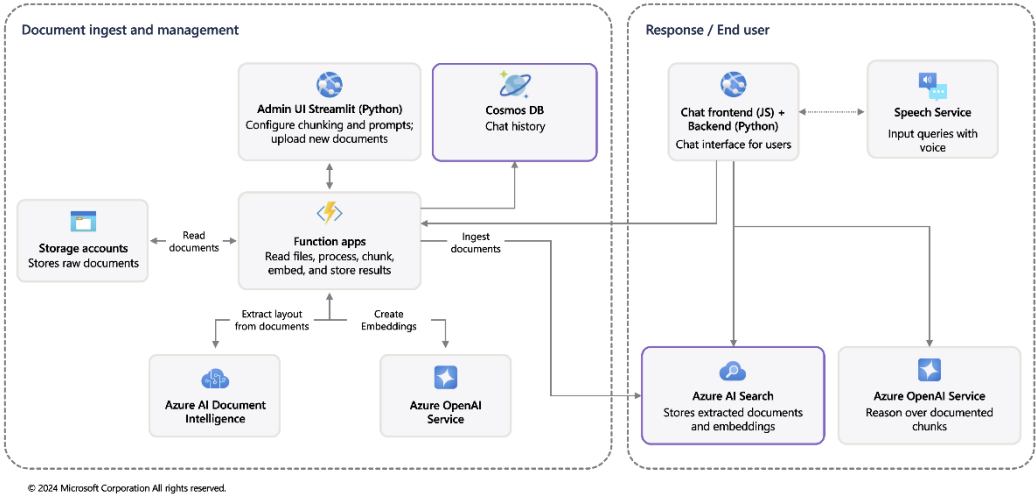 Document ingest and management
Response / End user
Admin UI Streamlit (Python)
Configure chunking and prompts;
upload new documents
Cosmos DB
Chat history
Chat frontend (JS) +
Backend (Python)
Chat interface for users
Speech Service
Input queries with
voice
Storage accounts
Stores raw documents
Read
documents
Function apps
Read files, process, chunk,
embed, and store results
Ingest
documents
Extract layout
from documents
Create
Embeddings
Azure AI Document
Intelligence
Azure OpenAI
Service
Azure AI Search
Stores extracted documents
and embeddings
Azure OpenAI Service
Reason over documented
chunks
© 2024 Microsoft Corporation All rights reserved.